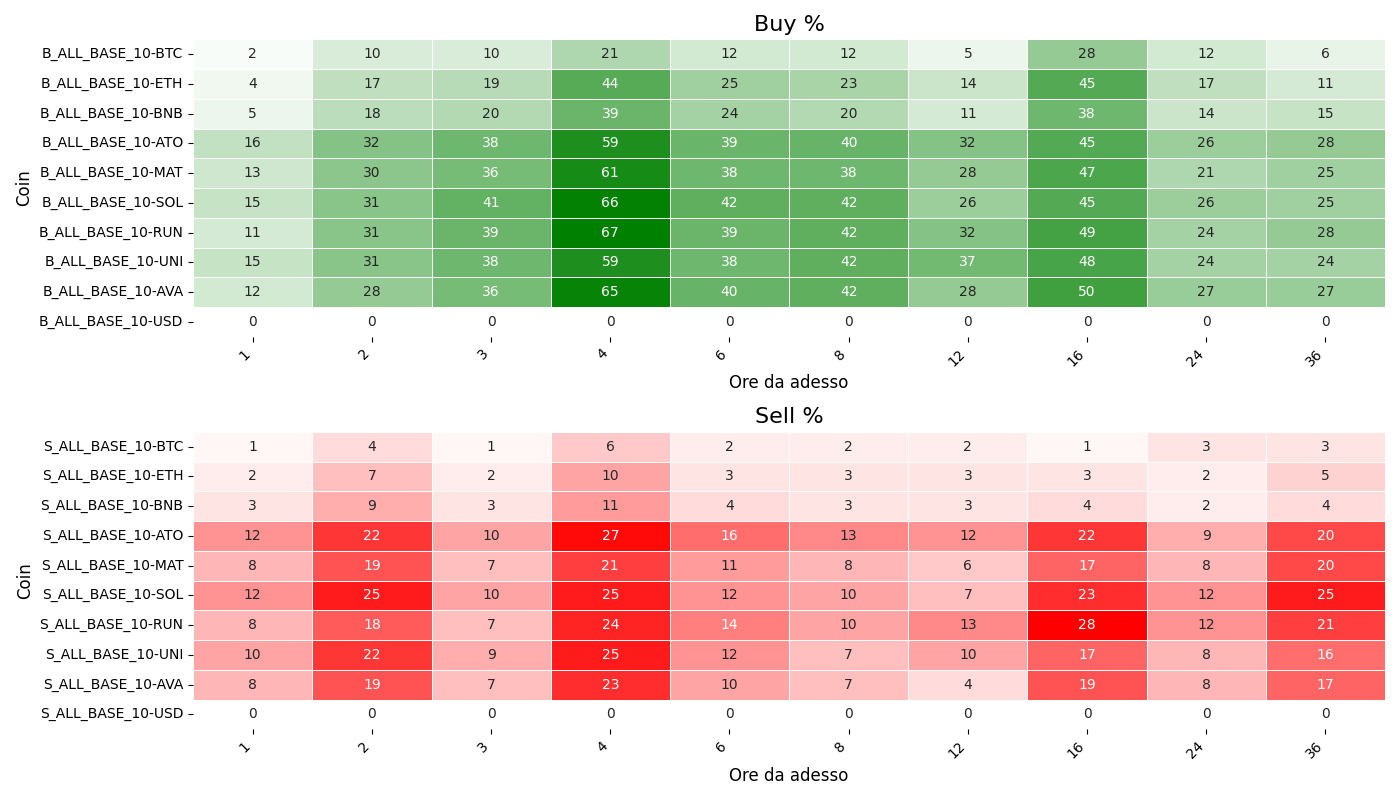 Buy %
Coin
B_ALL_BASE_10-BTC 2 10 10 21 12 12 5 28 12 6
B_ALL_BASE_10-ETH 4 17 19 44 25 23 14 45 17 11
B_ALL_BASE_10-BNB 5 18 20 39 24 20 11 38 14 15
B_ALL_BASE_10-ATO 16 32 38 59 39 40 32 45 26 28
B_ALL_BASE_10-MAT 13 30 36 61 38 38 28 47 21 25
B_ALL_BASE_10-SOL 15 31 41 66 42 42 26 45 26 25
B_ALL_BASE_10-RUN 11 31 39 67 39 42 32 49 24 28
B_ALL_BASE_10-UNI 15 31 38 59 38 42 37 48 24 24
B_ALL_BASE_10-AVA 12 28 36 65 40 42 28 50 27 27
B_ALL_BASE_10-USD 0 0 0 0 0 0 0 0 0 0
1 2 3 4 6 8 12 16 24 36
Ore da adesso
Sell %
Coin
S_ALL_BASE_10-BTC 1 4 1 6 2 2 2 1 3 3
S_ALL_BASE_10-ETH 2 7 2 10 3 3 3 3 2 5
S_ALL_BASE_10-BNB 3 9 3 11 4 3 3 4 2 4
S_ALL_BASE_10-ATO 12 22 10 27 16 13 12 22 9 20
S_ALL_BASE_10-MAT 8 19 7 21 11 8 6 17 8 20
S_ALL_BASE_10-SOL 12 25 10 25 12 10 7 23 12 25
S_ALL_BASE_10-RUN 8 18 7 24 14 10 13 28 12 21
S_ALL_BASE_10-UNI 10 22 9 25 12 7 10 17 8 16
S_ALL_BASE_10-AVA 8 19 7 23 10 7 4 19 8 17
S_ALL_BASE_10-USD 0 0 0 0 0 0 0 0 0 0
1 2 3 4 6 8 12 16 24 36
Ore da adesso